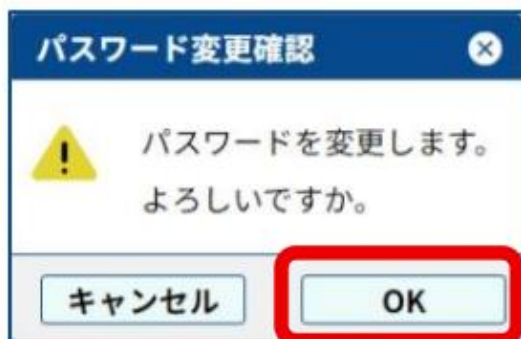 パスワード変更確認
パスワードを変更します。
よろしいですか。
キャンセル
OK